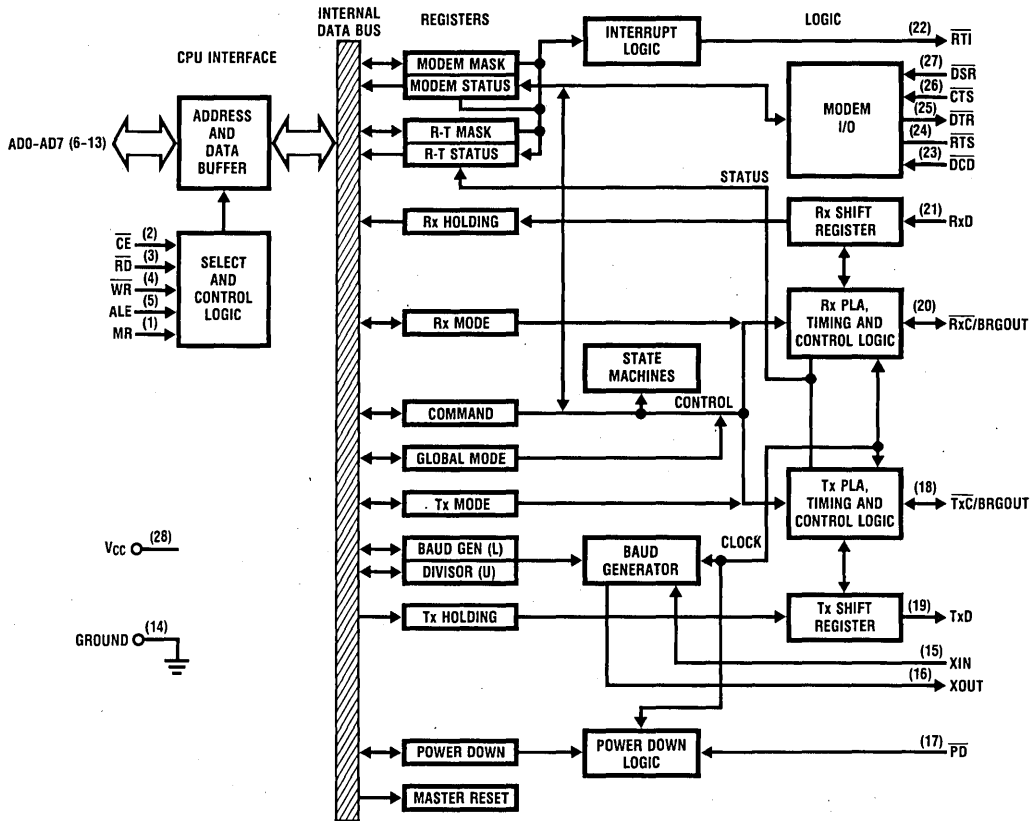 INTERNAL
DATA BUS
REGISTERS
LOGIC
CPU INTERFACE
INTERRUPT
LOGIC
(22)
RTI
MODEM MASK
MODEM STATUS
MODEM
I/O
(27)
DSR
(26)
CTS
(25)
DTR
(24)
RTS
(23)
DCD
AD0-AD7 (6-13)
ADDRESS
AND
DATA
BUFFER
R-T MASK
R-T STATUS
STATUS
Rx HOLDING
Rx SHIFT
REGISTER
(21)
RxD
CE
(2)
RD
(3)
WR
(4)
ALE
(5)
MR
(1)
SELECT
AND
CONTROL
LOGIC
Rx MODE
Rx PLA,
TIMING AND
CONTROL LOGIC
(20)
RxC/BRGOUT
STATE
MACHINES
COMMAND
CONTROL
GLOBAL MODE
Tx MODE
Tx PLA,
TIMING AND
CONTROL LOGIC
(18)
TxC/BRGOUT
VCC
(28)
BAUD GEN (L)
DIVISOR (U)
BAUD
GENERATOR
CLOCK
Tx HOLDING
Tx SHIFT
REGISTER
(19)
TxD
GROUND
(14)
(15)
XIN
(16)
XOUT
POWER DOWN
POWER DOWN
LOGIC
(17)
PD
MASTER RESET